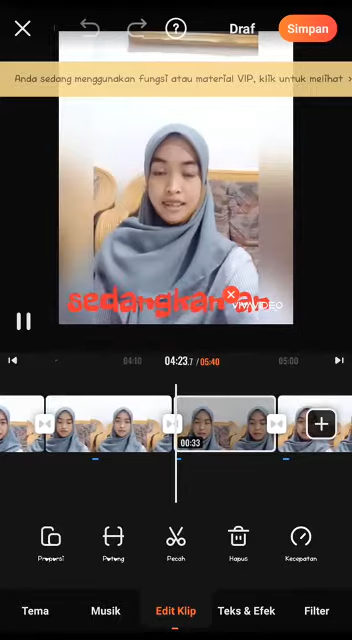 Draf
Simpan
Anda sedang menggunakan fungsi atau material VIP, klik untuk melihat >
sedangkan
VIVAVIDEO
04:10
04:23.7 / 05:40
05:00
00:33
Proporsi
Potong
Pecah
Hapus
Kecepatan
Tema
Musik
Edit Klip
Teks & Efek
Filter